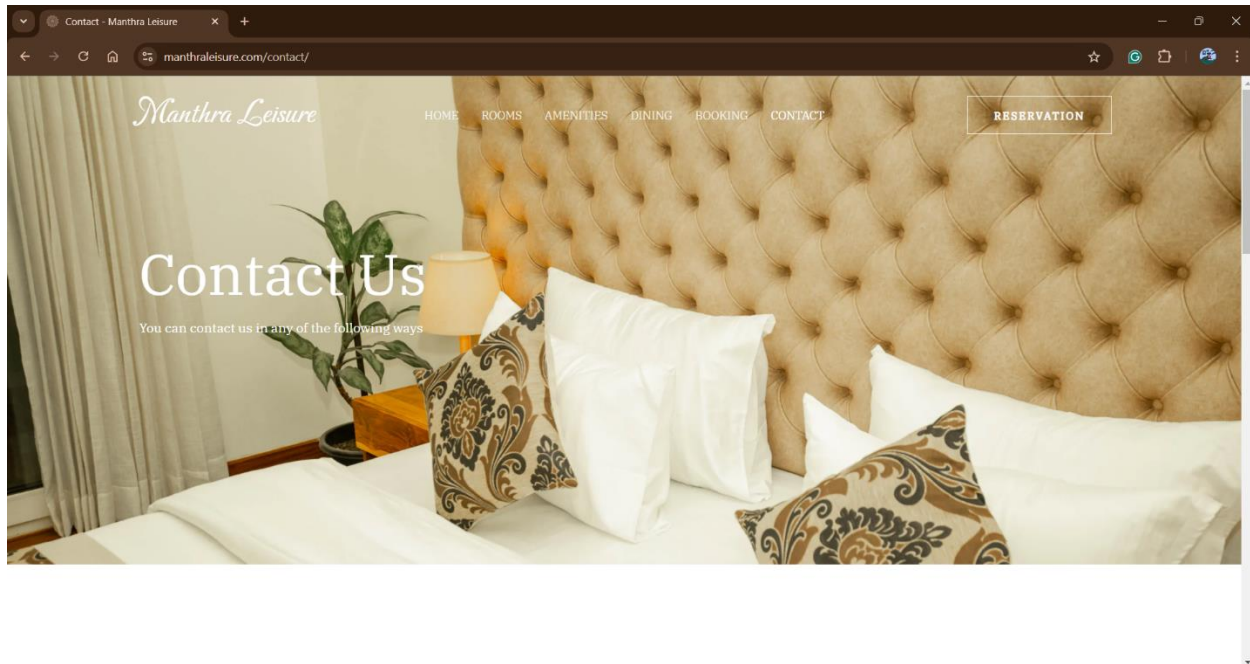 Contact - Manthra Leisure
manthraleisure.com/contact/
Manthra Leisure
HOME ROOMS AMENITIES DINING BOOKING CONTACT
RESERVATION
Contact Us
You can contact us in any of the following ways